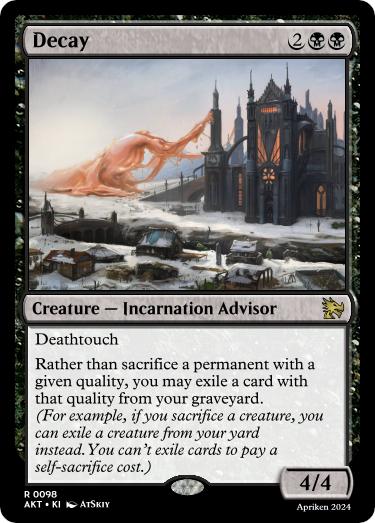 Decay 2
Creature — Incarnation Advisor
Deathtouch
Rather than sacrifice a permanent with a
given quality, you may exile a card with
that quality from your graveyard.
(For example, if you sacrifice a creature, you
can exile a creature from your yard
instead. You can't exile cards to pay a
self-sacrifice cost.)
4/4
R 0098
AKT • KI AtSkiy
Apriken 2024